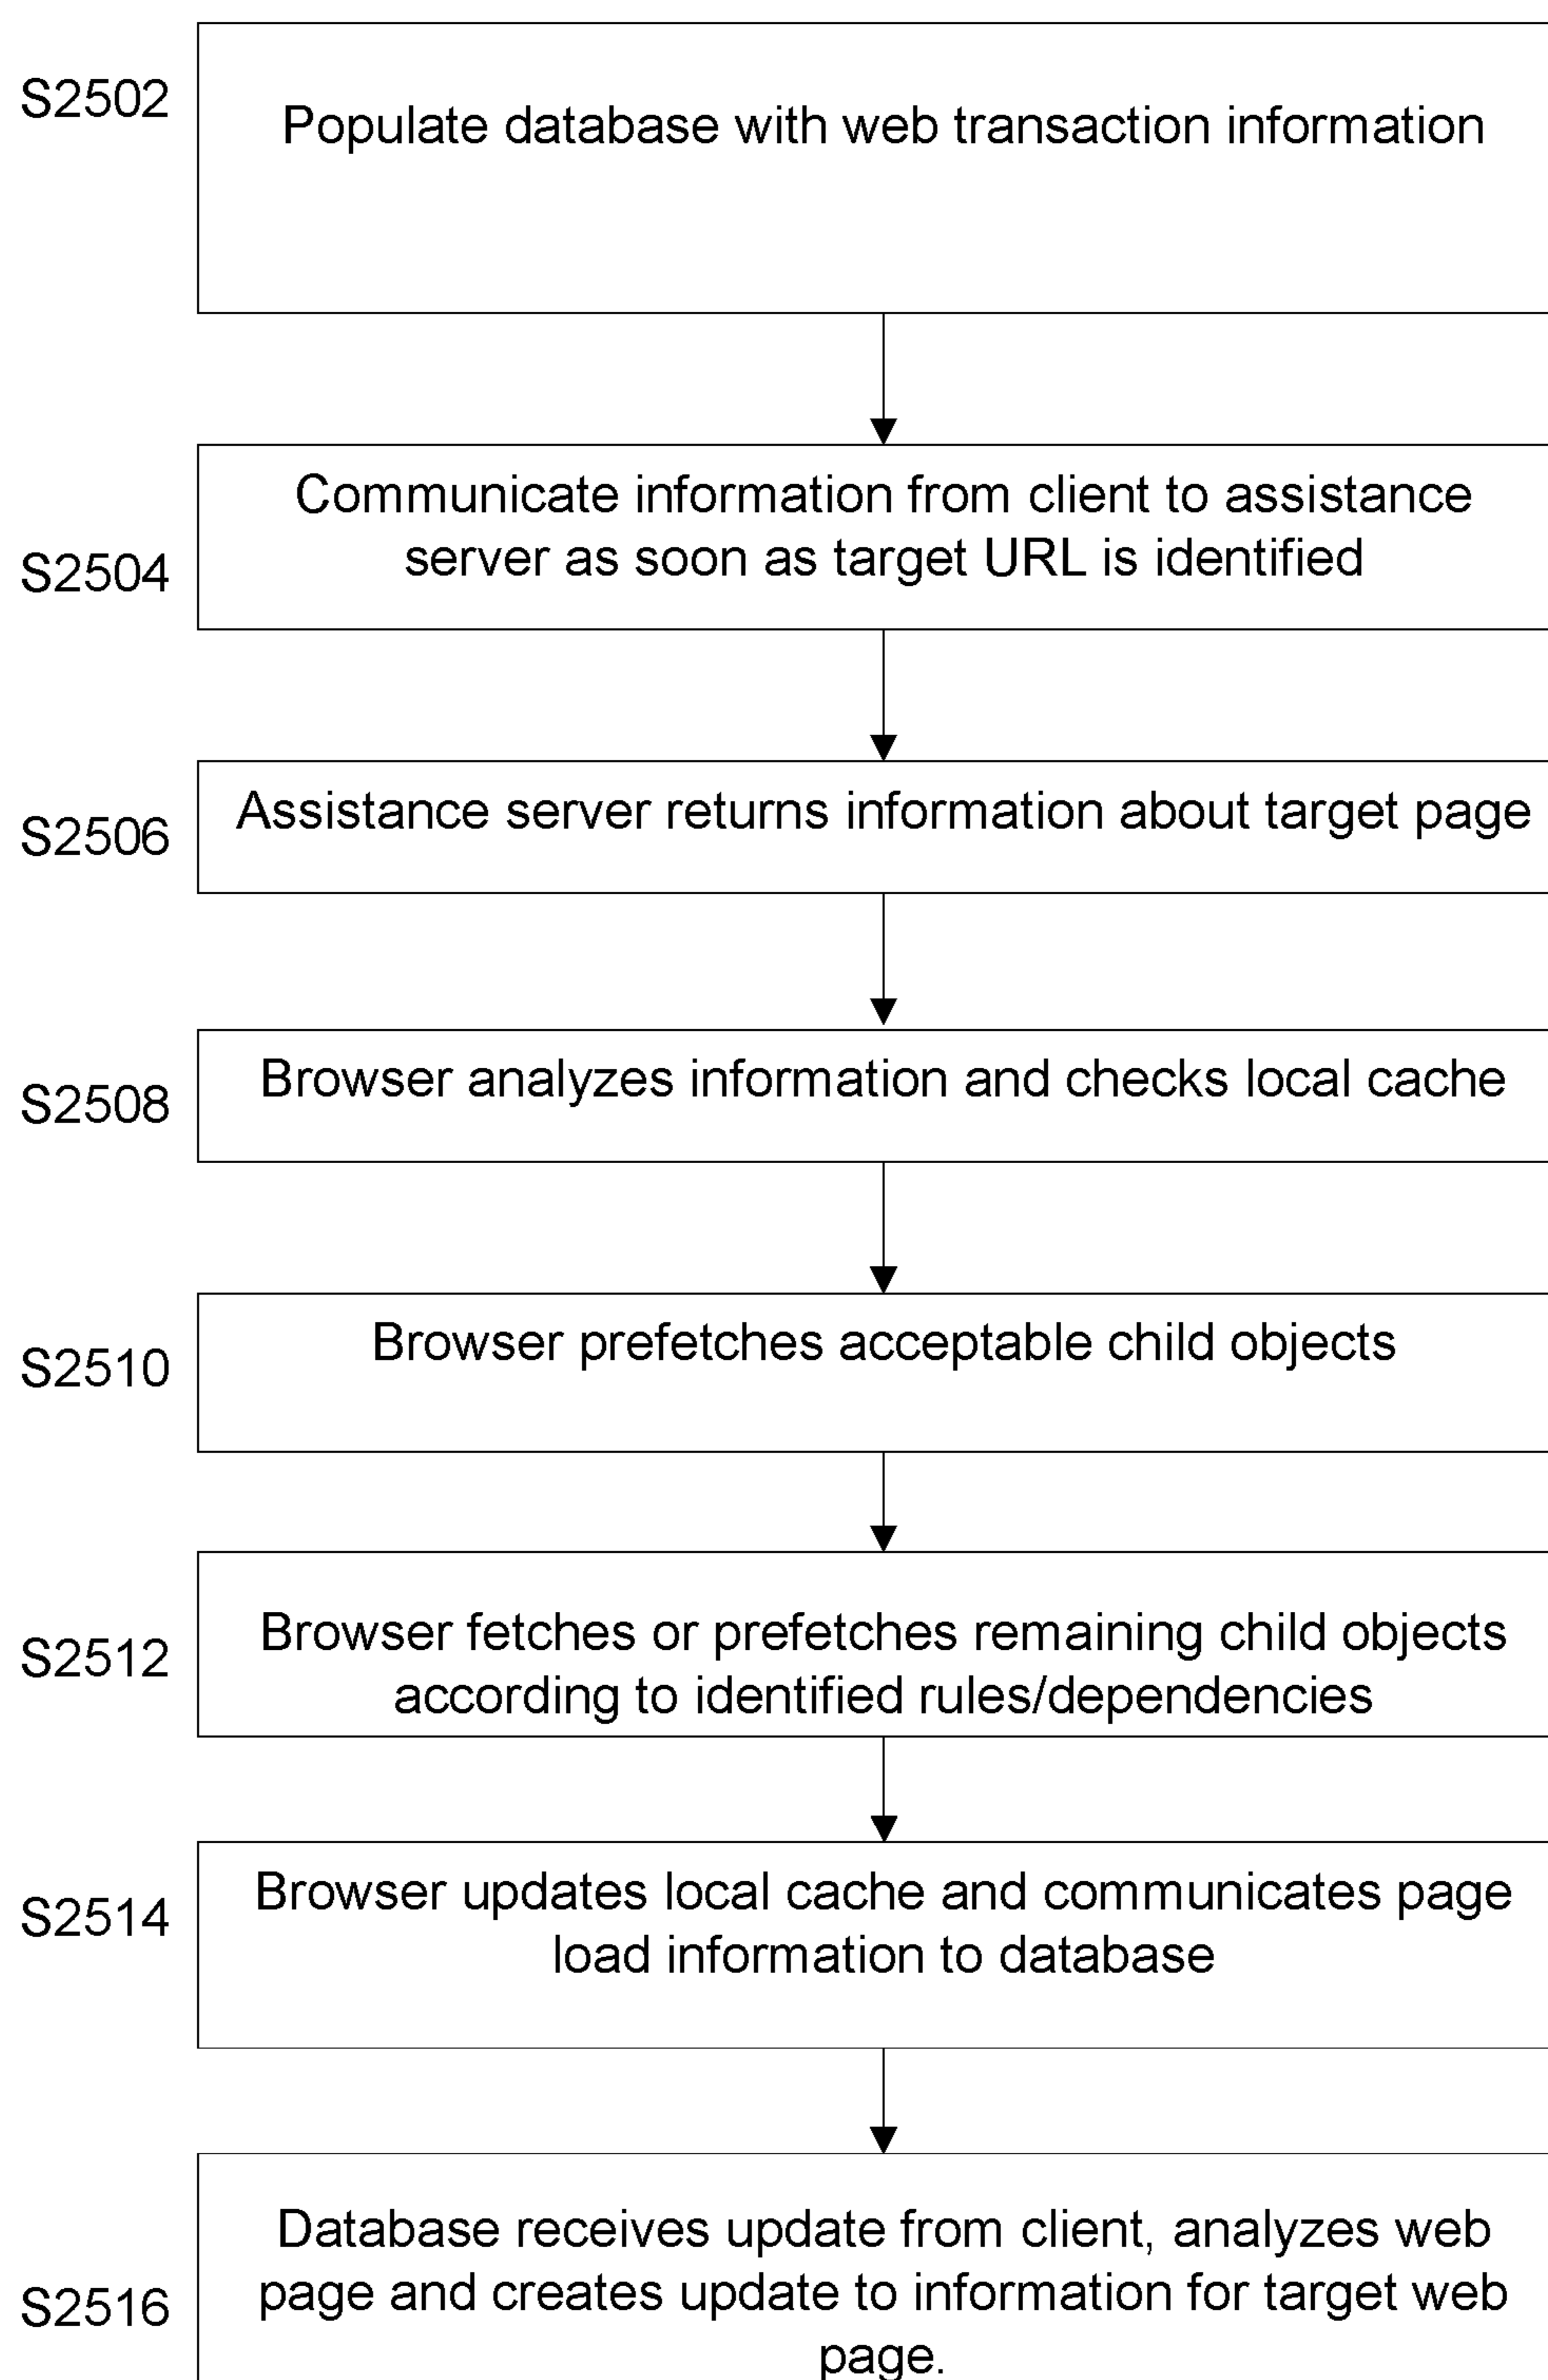 S2502
Populate database with web transaction information
Communicate information from client to assistance
server as soon as target URL is identified
S2504
Assistance server returns information about target page
S2506
Browser analyzes information and checks local cache
S2508
Browser prefetches acceptable child objects
S2510
Browser fetches or prefetches remaining child objects
according to identified rules/dependencies
S2512
Browser updates local cache and communicates page
load information to database
S2514
Database receives update from client, analyzes web
page and creates update to information for target web
page.
S2516